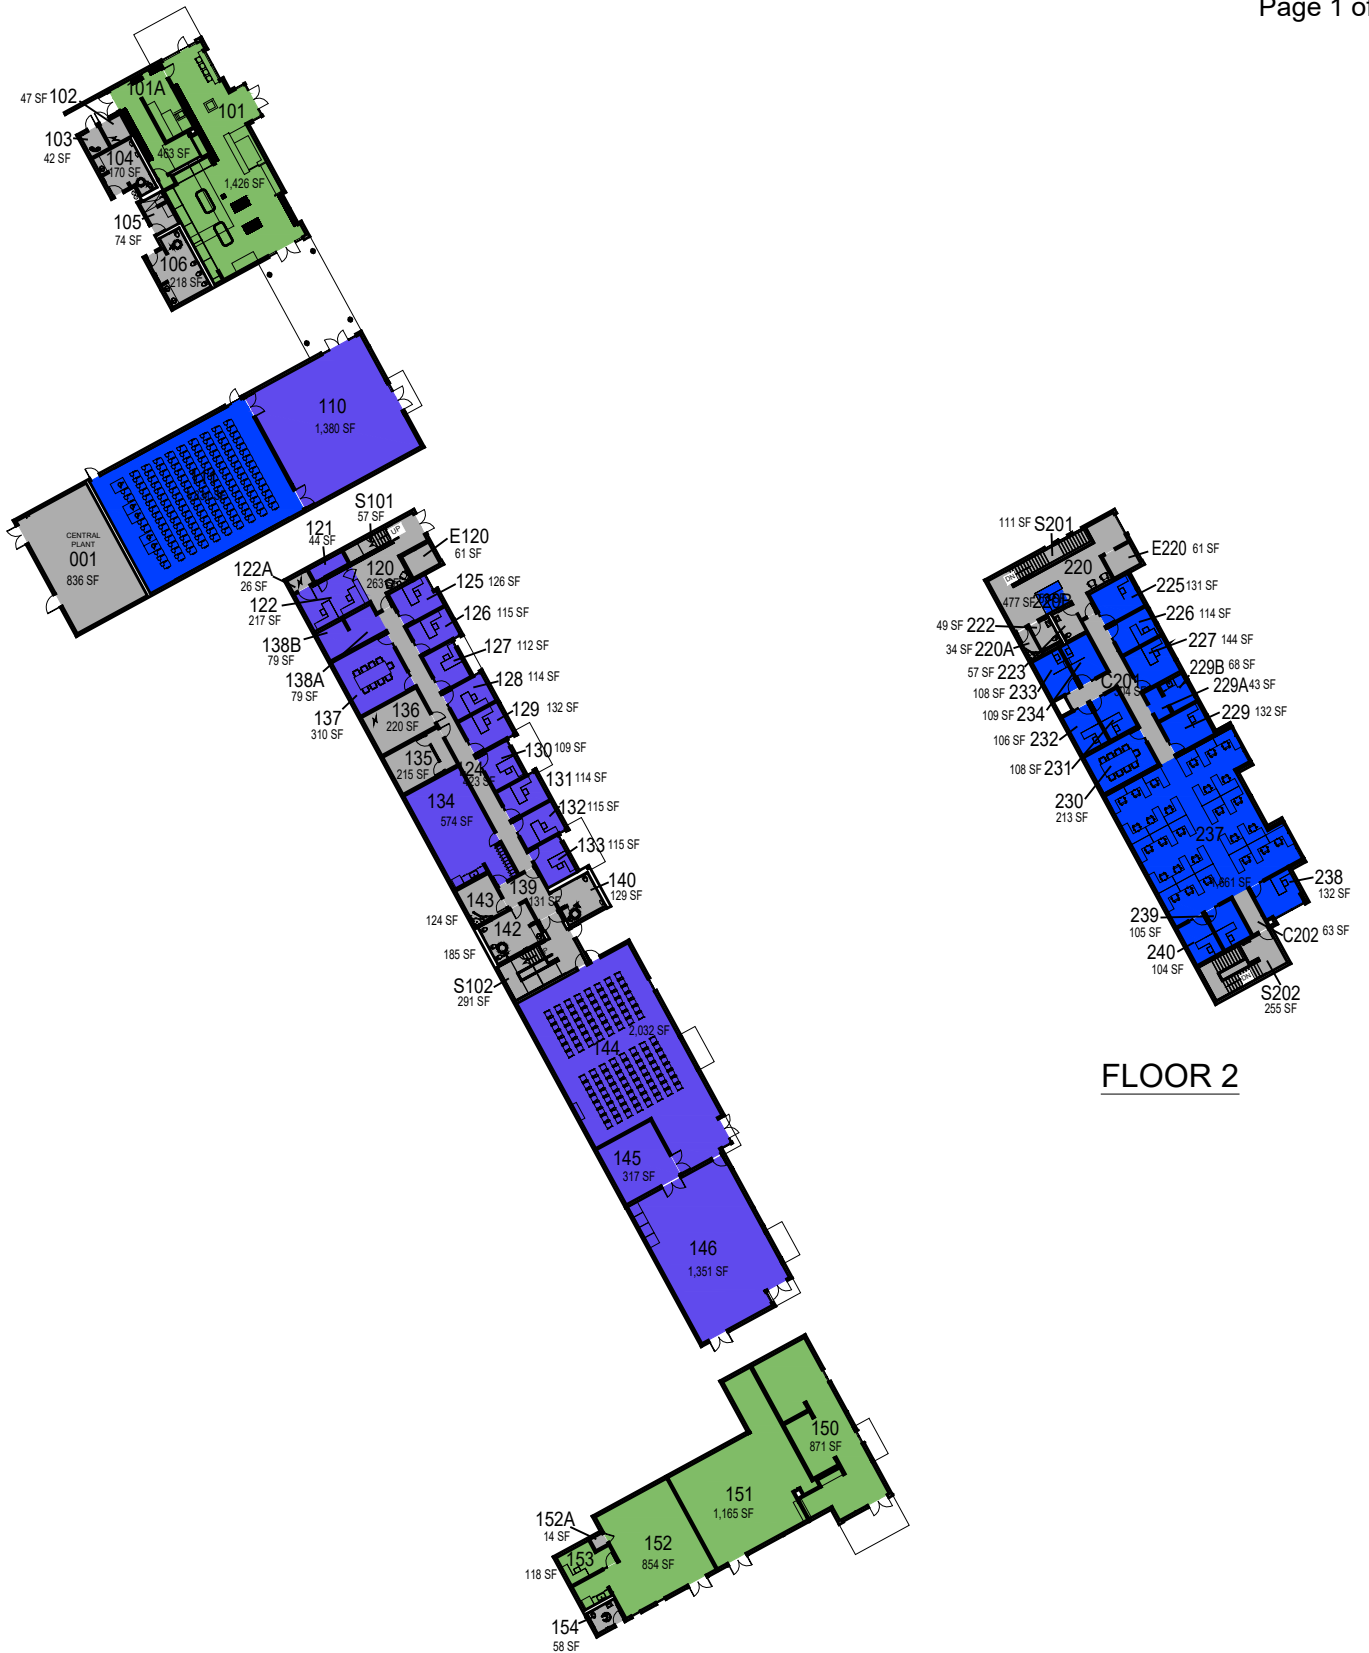 Page 1 of
47 SF 102
101A
101
103
42 SF
104
170 SF
463 SF
1,426 SF
105
74 SF
106
218 SF
110
1,380 SF
CENTRAL
PLANT
001
836 SF
S101
57 SF
UP
121
44 SF
E120
61 SF
122A
26 SF
120
263 SF
122
217 SF
125 126 SF
126 115 SF
138B
79 SF
127 112 SF
138A
79 SF
128 114 SF
137
310 SF
136
220 SF
129 132 SF
135
215 SF
130 109 SF
124
423 SF
131 114 SF
134
574 SF
132 115 SF
133 115 SF
139
131 SF
140
129 SF
143
124 SF
142
185 SF
S102
291 SF
2,032 SF
144
145
317 SF
146
1,351 SF
150
871 SF
151
1,165 SF
152A
14 SF
152
854 SF
153
118 SF
154
58 SF
111 SF S201
DN
220
E220 61 SF
477 SF
225 131 SF
49 SF 222
226 114 SF
34 SF 220A
227 144 SF
57 SF 223
229B 68 SF
108 SF 233
C201
229A 43 SF
109 SF 234
229 132 SF
106 SF 232
108 SF 231
230
213 SF
237
238
132 SF
239
105 SF
C202 63 SF
240
104 SF
DN
S202
255 SF
FLOOR 2